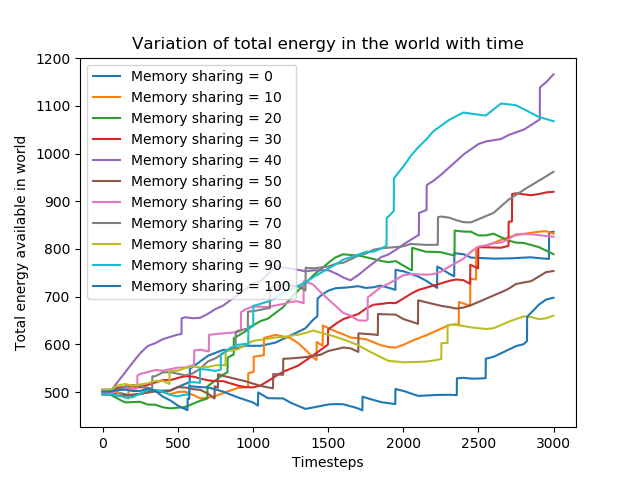 Variation of total energy in the world with time
Total energy available in world
1200
1100
1000
900
800
700
600
500
Memory sharing = 0
Memory sharing = 10
Memory sharing = 20
Memory sharing = 30
Memory sharing = 40
Memory sharing = 50
Memory sharing = 60
Memory sharing = 70
Memory sharing = 80
Memory sharing = 90
Memory sharing = 100
0 500 1000 1500 2000 2500 3000
Timesteps